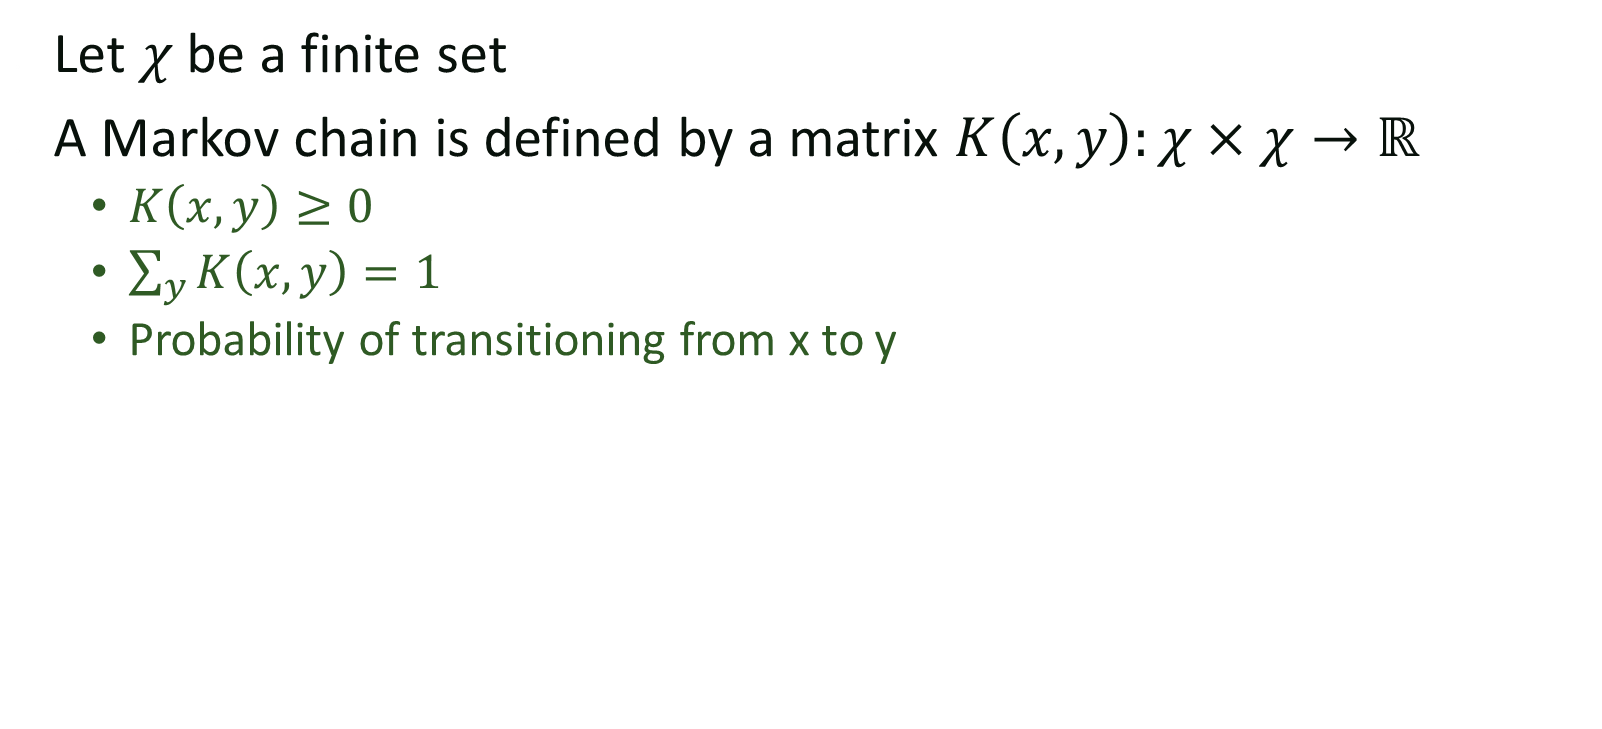 Let 𝜒 be a finite set
A Markov chain is defined by a matrix 𝐾(𝑥, 𝑦): 𝜒 × 𝜒 → ℝ
• 𝐾(𝑥, 𝑦) ≥ 0
• ∑𝑦 𝐾(𝑥, 𝑦) = 1
• Probability of transitioning from x to y